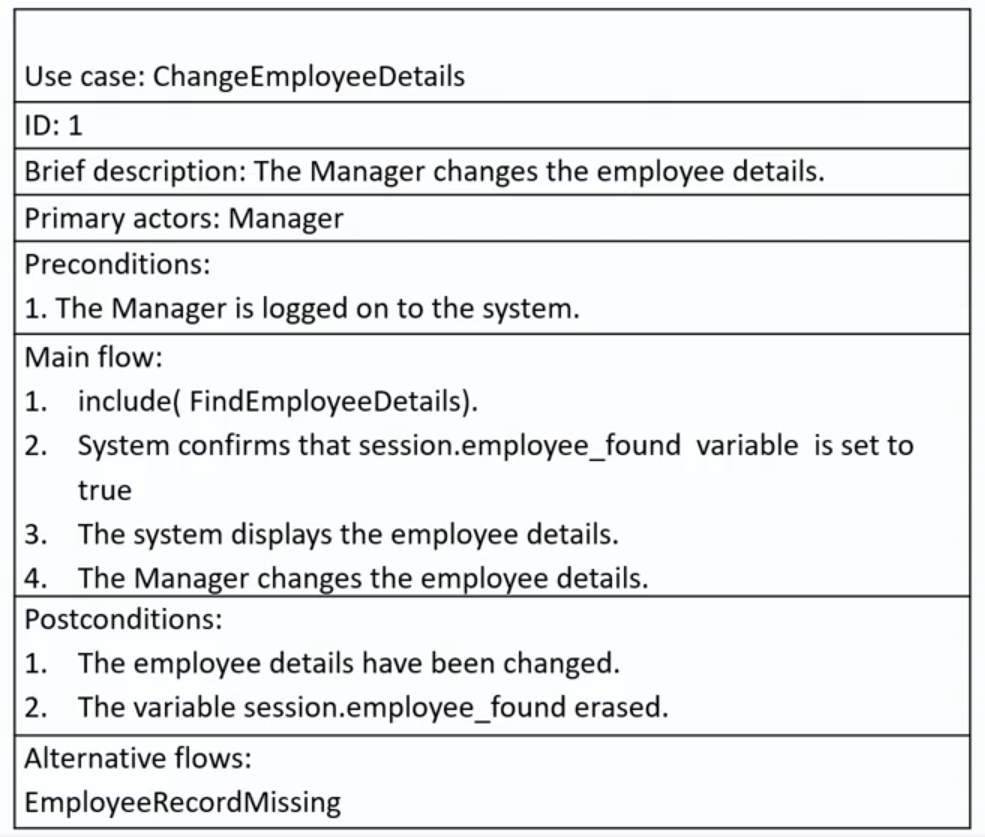 Use case: ChangeEmployeeDetails
ID: 1
Brief description: The Manager changes the employee details.
Primary actors: Manager
Preconditions:
1. The Manager is logged on to the system.
Main flow:
1. include( FindEmployeeDetails).
2. System confirms that session.employee_found variable is set to
true
3. The system displays the employee details.
4. The Manager changes the employee details.
Postconditions:
1. The employee details have been changed.
2. The variable session.employee_found erased.
Alternative flows:
EmployeeRecordMissing